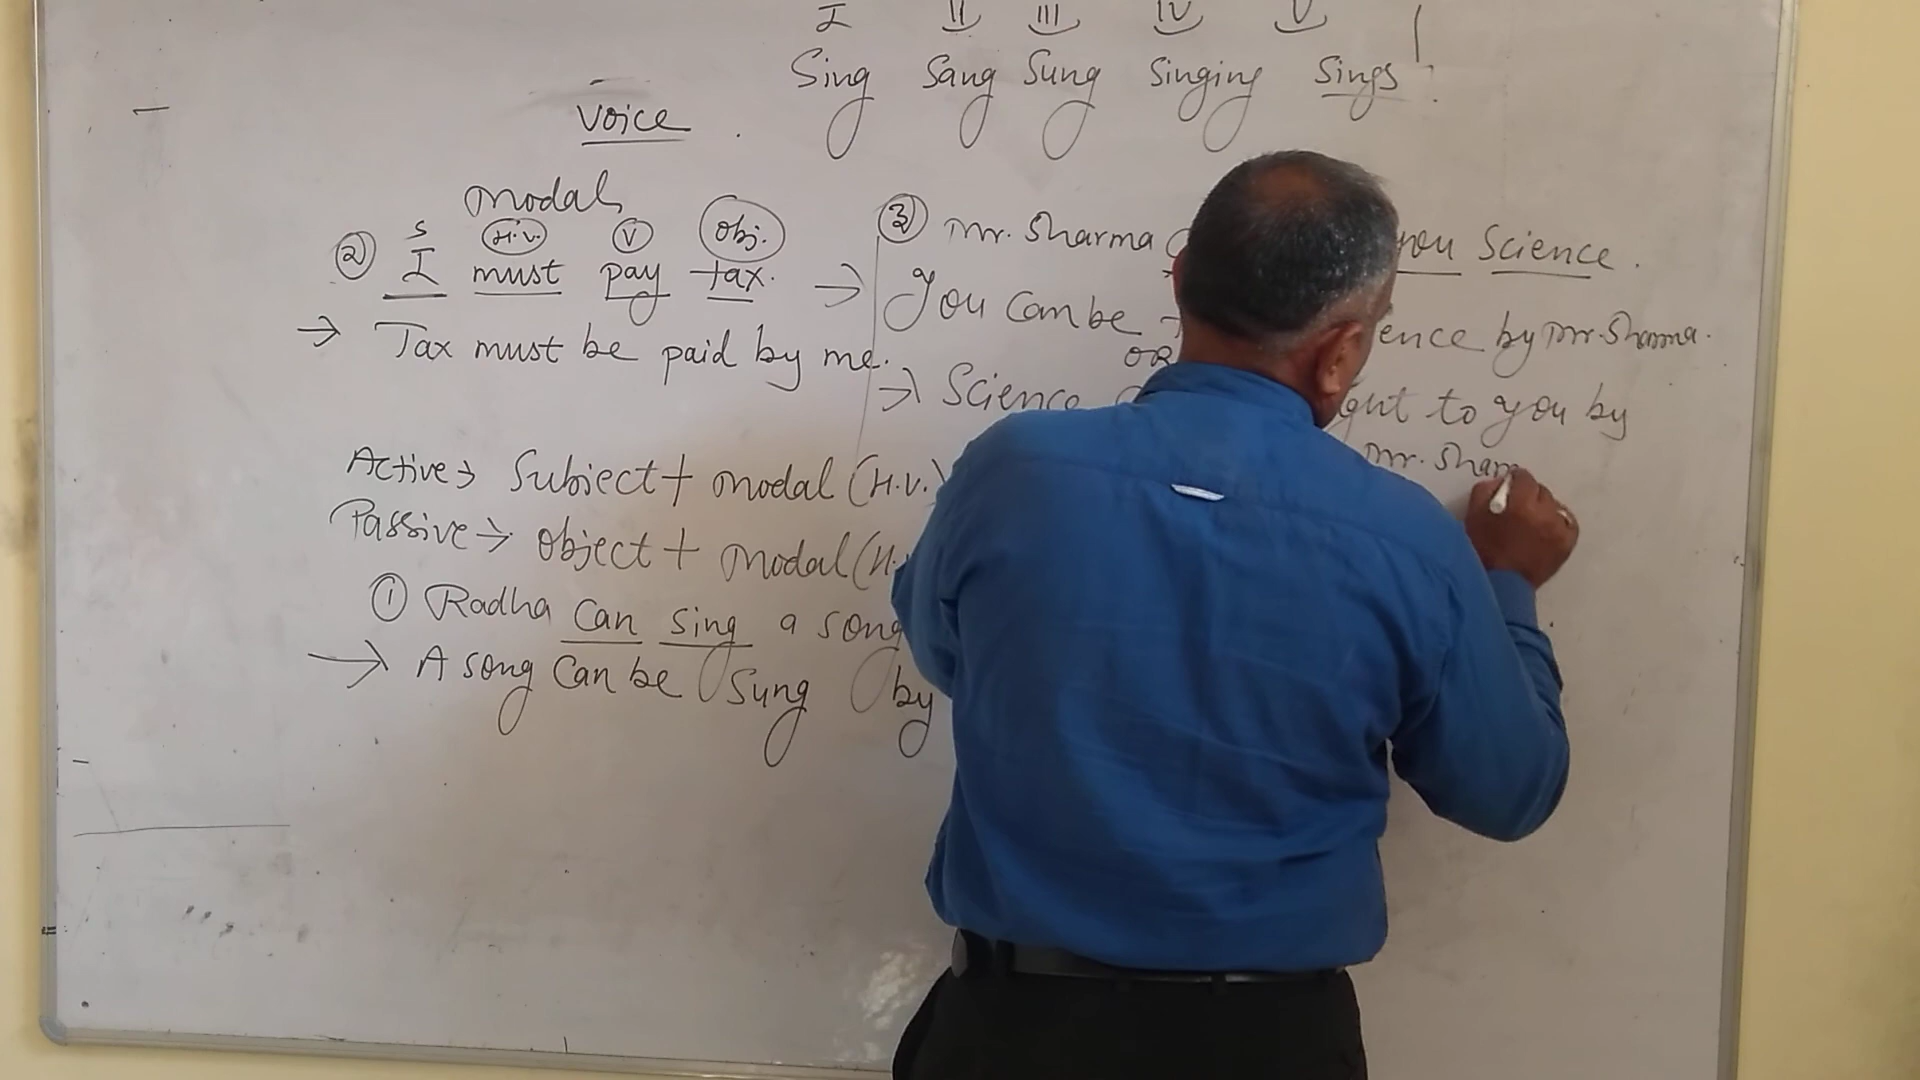 I II III IV V
Sing Sang Sung Singing Sings
Voice
modals
S H.V. V obj.
② I must pay tax.
→ Tax must be paid by me.
Active → Subject + modal (H.V.)
Passive → object + modal (H.
① Radha can sing a song
→ A song can be sung by
→ ③ Mr. Sharma you Science.
You can be ence by Mr. Sharma.
OR
→ Science ght to you by
Mr. Sharm